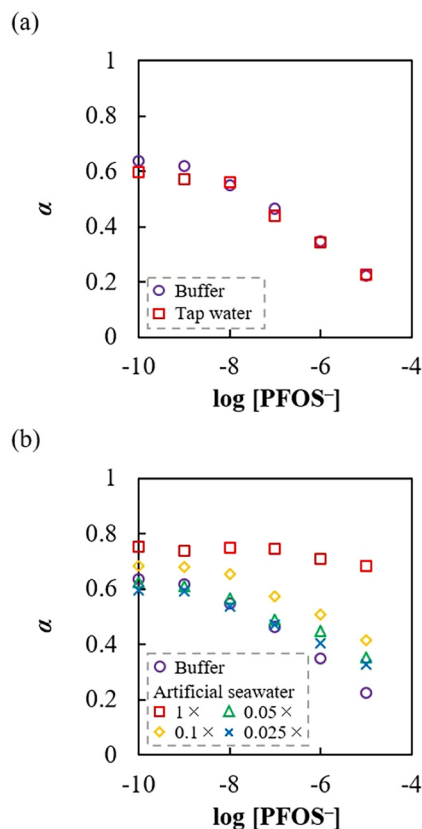 (a)
1
0.8
0.6
α
0.4
0.2
Buffer
Tap water
0
-10 -8 -6 -4
log [PFOS–]
(b)
1
0.8
0.6
α
0.4
Buffer
Artificial seawater
0.2
1 × 0.05 ×
0.1 × 0.025 ×
0
-10 -8 -6 -4
log [PFOS–]